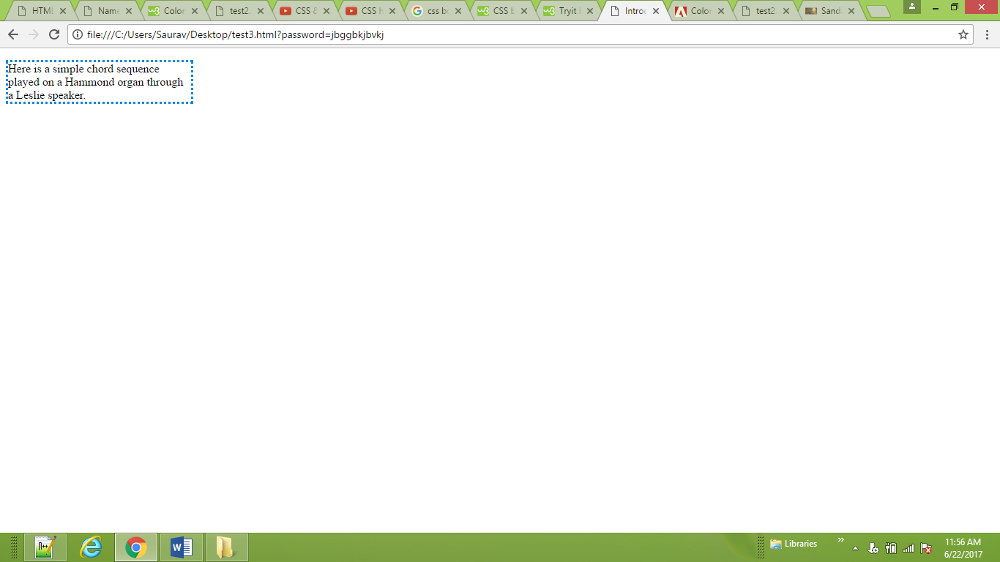 HTML
Name
Color
test2.
CSS &
CSS h
css bo
CSS b
Tryit
Introd
Color
test2.
Sand
file:///C:/Users/Saurav/Desktop/test3.html?password=jbggbkjbvkj
Here is a simple chord sequence
played on a Hammond organ through
a Leslie speaker.
Libraries
11:56 AM
6/22/2017